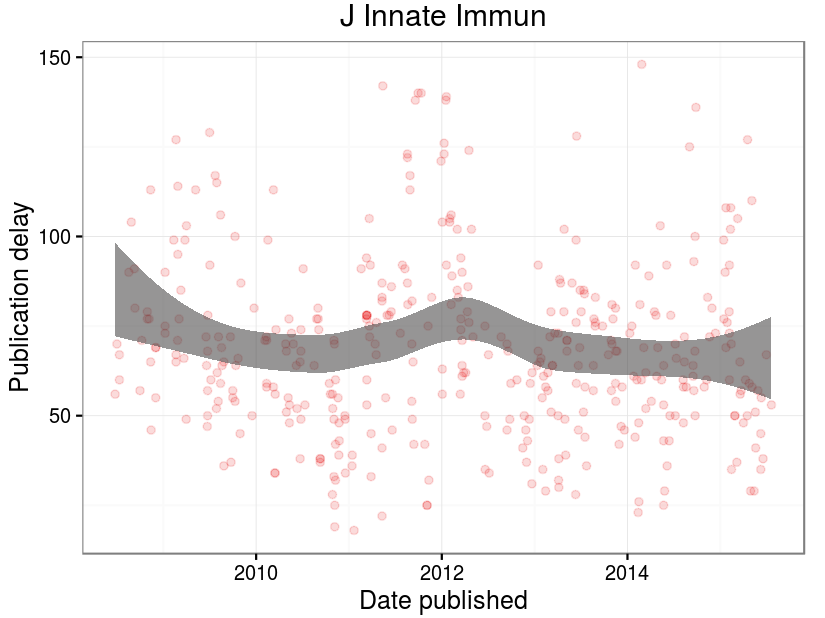 J Innate Immun
Publication delay
150
100
50
2010 2012 2014
Date published